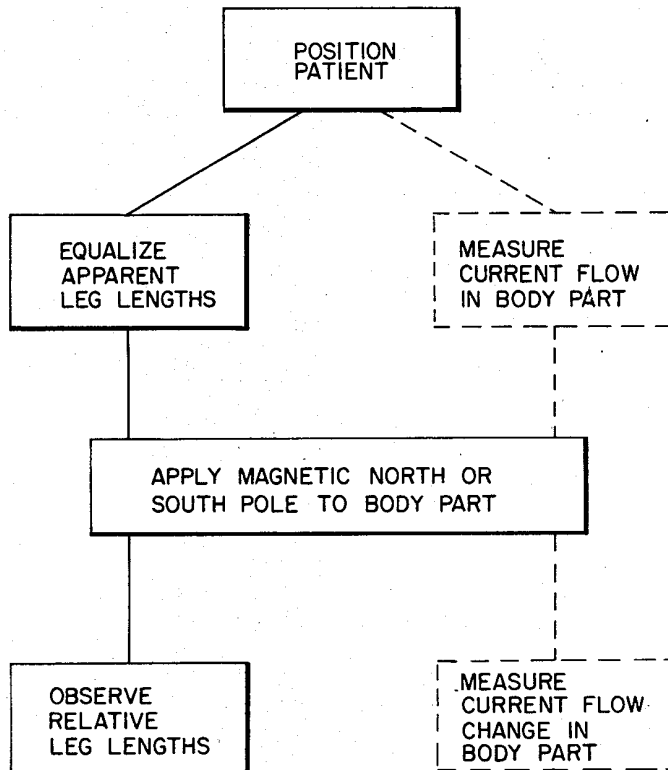 POSITION
PATIENT
EQUALIZE
APPARENT
LEG LENGTHS
MEASURE
CURRENT FLOW
IN BODY PART
APPLY MAGNETIC NORTH OR
SOUTH POLE TO BODY PART
OBSERVE
RELATIVE
LEG LENGTHS
MEASURE
CURRENT FLOW
CHANGE IN
BODY PART